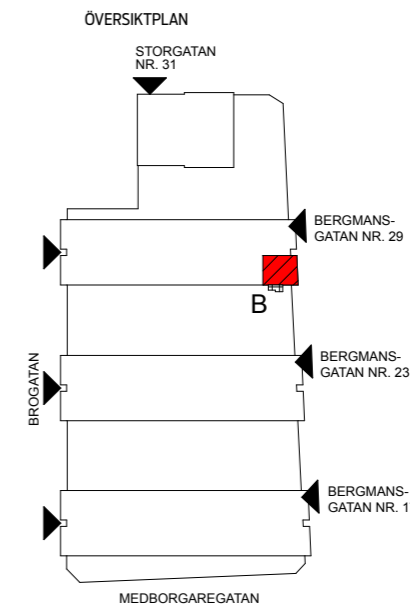 ÖVERSIKTPLAN
STORGATAN
NR. 31
BERGMANS-
GATAN NR. 29
B
BERGMANS-
GATAN NR. 23
BROGATAN
BERGMANS-
GATAN NR. 1
MEDBORGAREGATAN